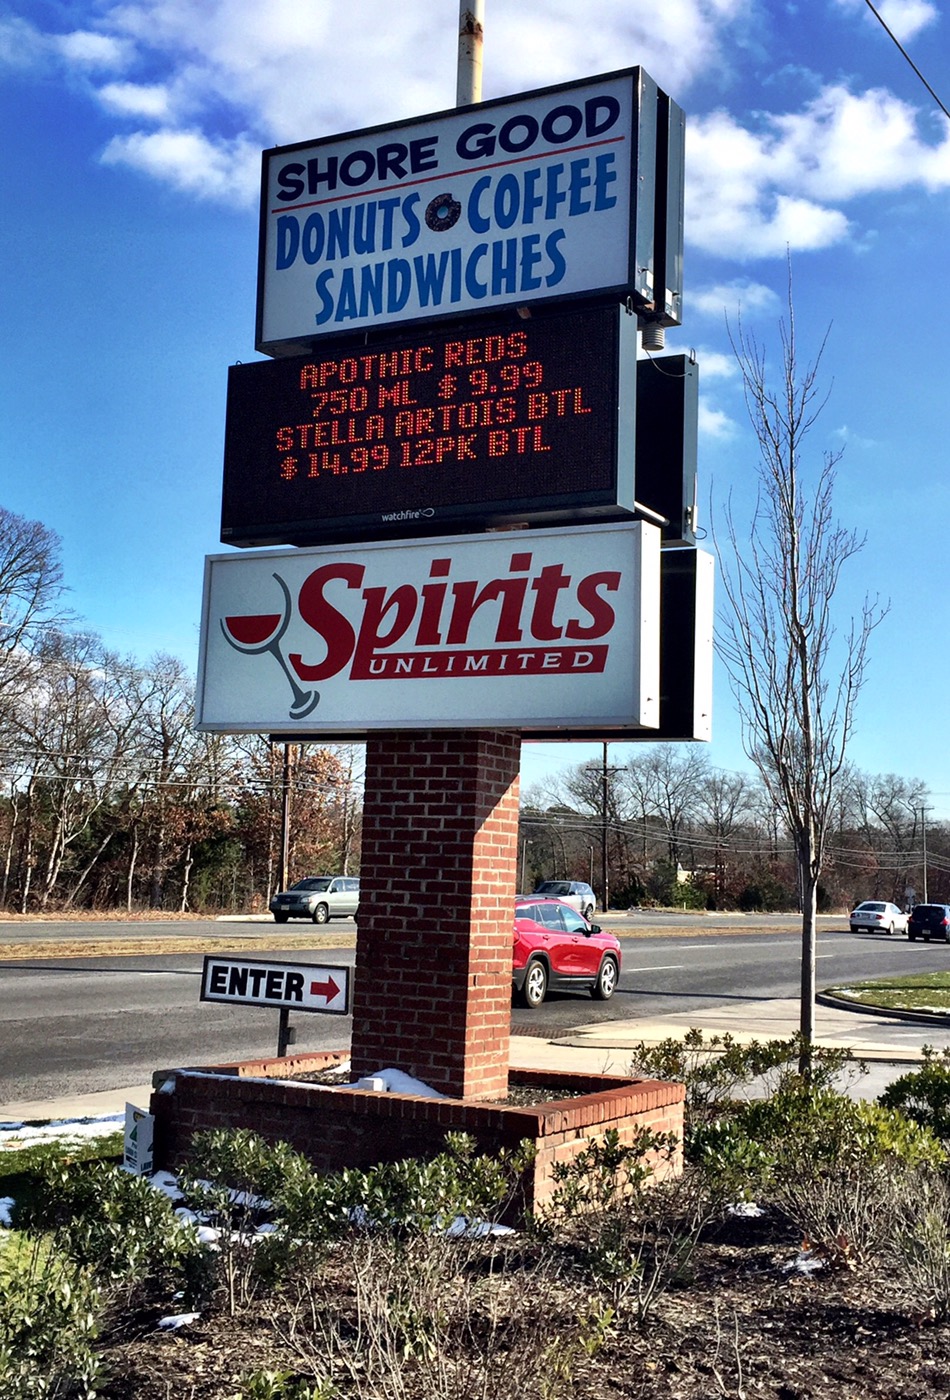 SHORE GOOD
DONUTS COFFEE
SANDWICHES
APOTHIC REDS
750 ML $ 9.99
STELLA ARTOIS BTL
$ 14.99 12PK BTL
watchfire
Spirits
UNLIMITED
ENTER